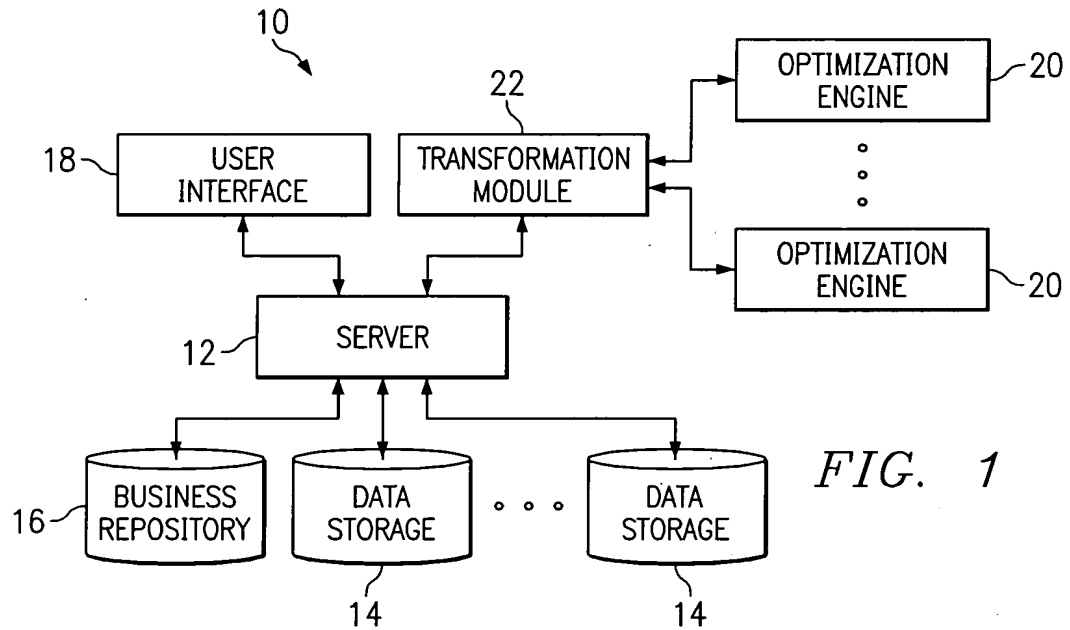 10
OPTIMIZATION
ENGINE
20
22
18
USER
INTERFACE
TRANSFORMATION
MODULE
OPTIMIZATION
ENGINE
20
12
SERVER
16
BUSINESS
REPOSITORY
DATA
STORAGE
DATA
STORAGE
14
14
FIG. 1